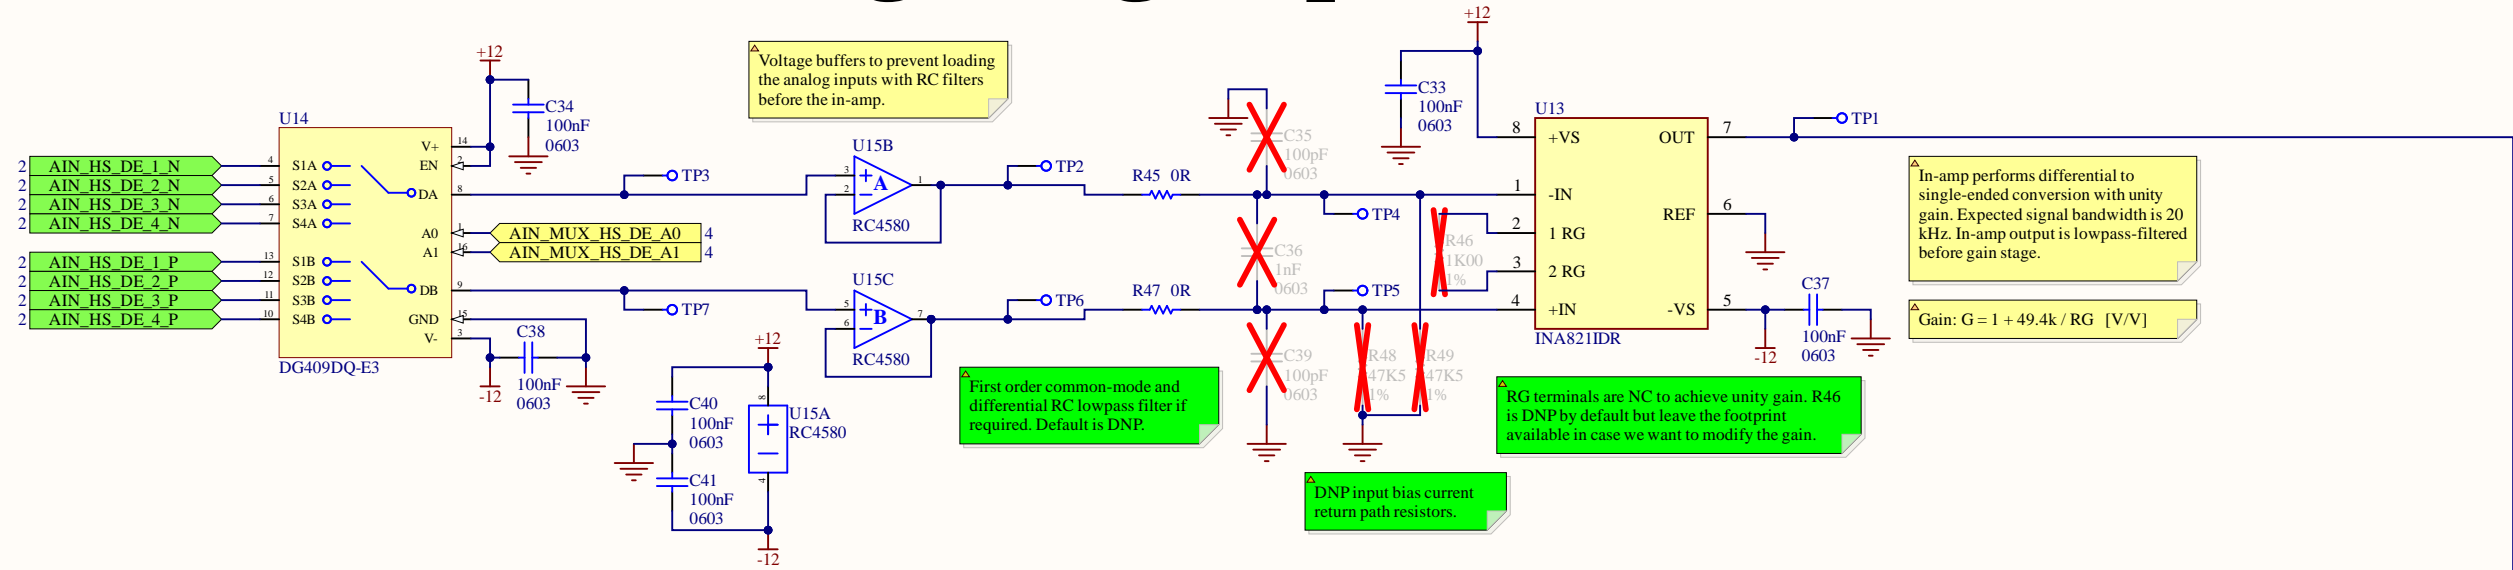 +12
+12
Voltage buffers to prevent loading
the analog inputs with RC filters
before the in-amp.
C34
100nF
0603
C33
100nF
0603
U14
V+
14
EN
2
2 AIN_HS_DE_1_N 4 S1A
2 AIN_HS_DE_2_N 5 S2A
2 AIN_HS_DE_3_N 6 S3A
2 AIN_HS_DE_4_N 7 S4A
DA 8
A0 1 AIN_MUX_HS_DE_A0 4
A1 16 AIN_MUX_HS_DE_A1 4
2 AIN_HS_DE_1_P 13 S1B
2 AIN_HS_DE_2_P 12 S2B
2 AIN_HS_DE_3_P 11 S3B
2 AIN_HS_DE_4_P 10 S4B
DB 9
GND 15
V- 3
DG409DQ-E3
C38
100nF
0603
-12
TP3
TP7
U15B
3 + A 1
2 -
RC4580
TP2
U15C
5 + B 7
6 -
RC4580
TP6
R45 0R
R47 0R
C35
100pF
0603
C36
1nF
0603
C39
100pF
0603
TP4
TP5
R46
1K00
1%
R48
47K5
1%
R49
47K5
1%
U13
8 +VS OUT 7
1 -IN
2 1 RG REF 6
3 2 RG
4 +IN -VS 5
INA821IDR
TP1
C37
100nF
0603
-12
In-amp performs differential to
single-ended conversion with unity
gain. Expected signal bandwidth is 20
kHz. In-amp output is lowpass-filtered
before gain stage.
Gain: G = 1 + 49.4k / RG [V/V]
+12
C40
100nF
0603
C41
100nF
0603
8
U15A
RC4580
4
-12
First order common-mode and
differential RC lowpass filter if
required. Default is DNP.
RG terminals are NC to achieve unity gain. R46
is DNP by default but leave the footprint
available in case we want to modify the gain.
DNP input bias current
return path resistors.